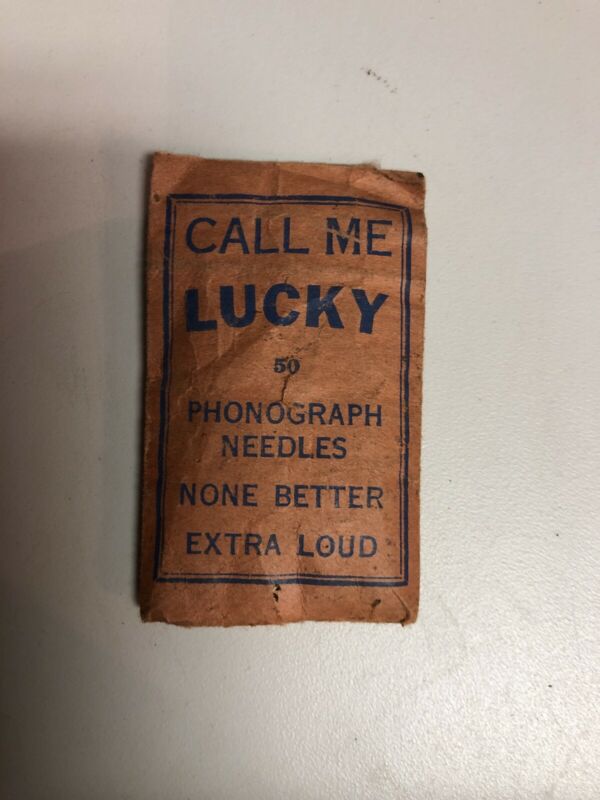 CALL ME
LUCKY
50
PHONOGRAPH
NEEDLES
NONE BETTER
EXTRA LOUD